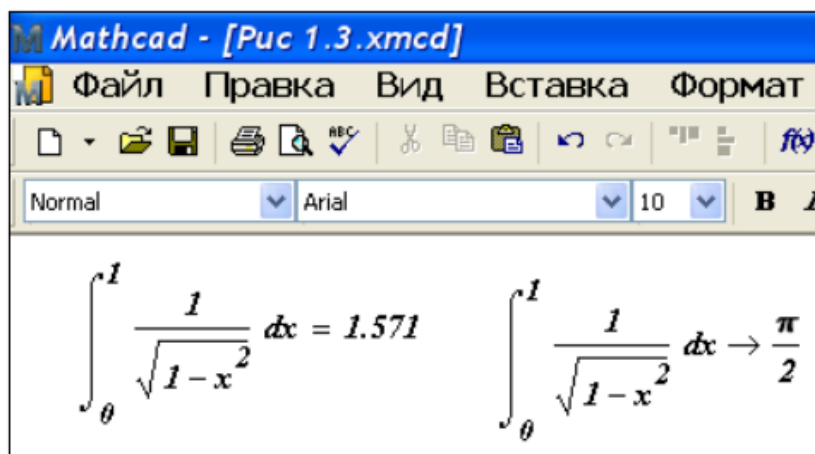 Mathcad - [Рис 1.3.xmcd]
Файл Правка Вид Вставка Формат
ABC f(x)
Normal Arial 10 B I
∫₀¹ 1/√(1 − x²) dx = 1.571 ∫₀¹ 1/√(1 − x²) dx → π/2